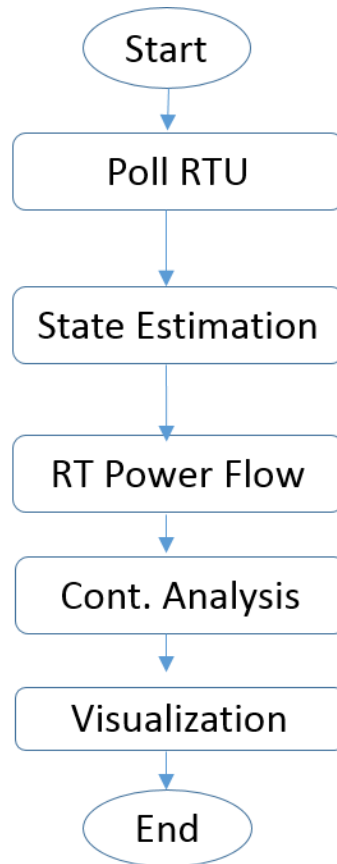 Start
Poll RTU
State Estimation
RT Power Flow
Cont. Analysis
Visualization
End